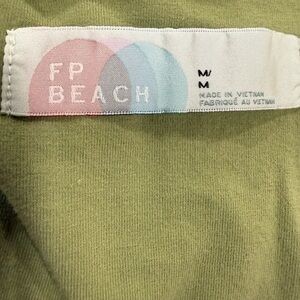 FP
BEACH
M/
M
MADE IN VIETNAM
FABRIQUÉ AU VIETNAM